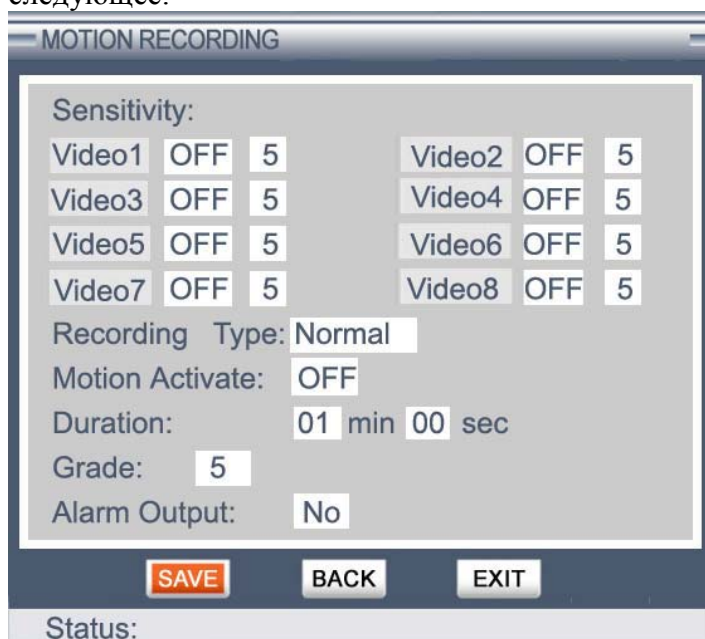 следующее:
MOTION RECORDING
Sensitivity:
Video1 OFF 5 Video2 OFF 5
Video3 OFF 5 Video4 OFF 5
Video5 OFF 5 Video6 OFF 5
Video7 OFF 5 Video8 OFF 5
Recording Type: Normal
Motion Activate: OFF
Duration: 01 min 00 sec
Grade: 5
Alarm Output: No
SAVE BACK EXIT
Status: